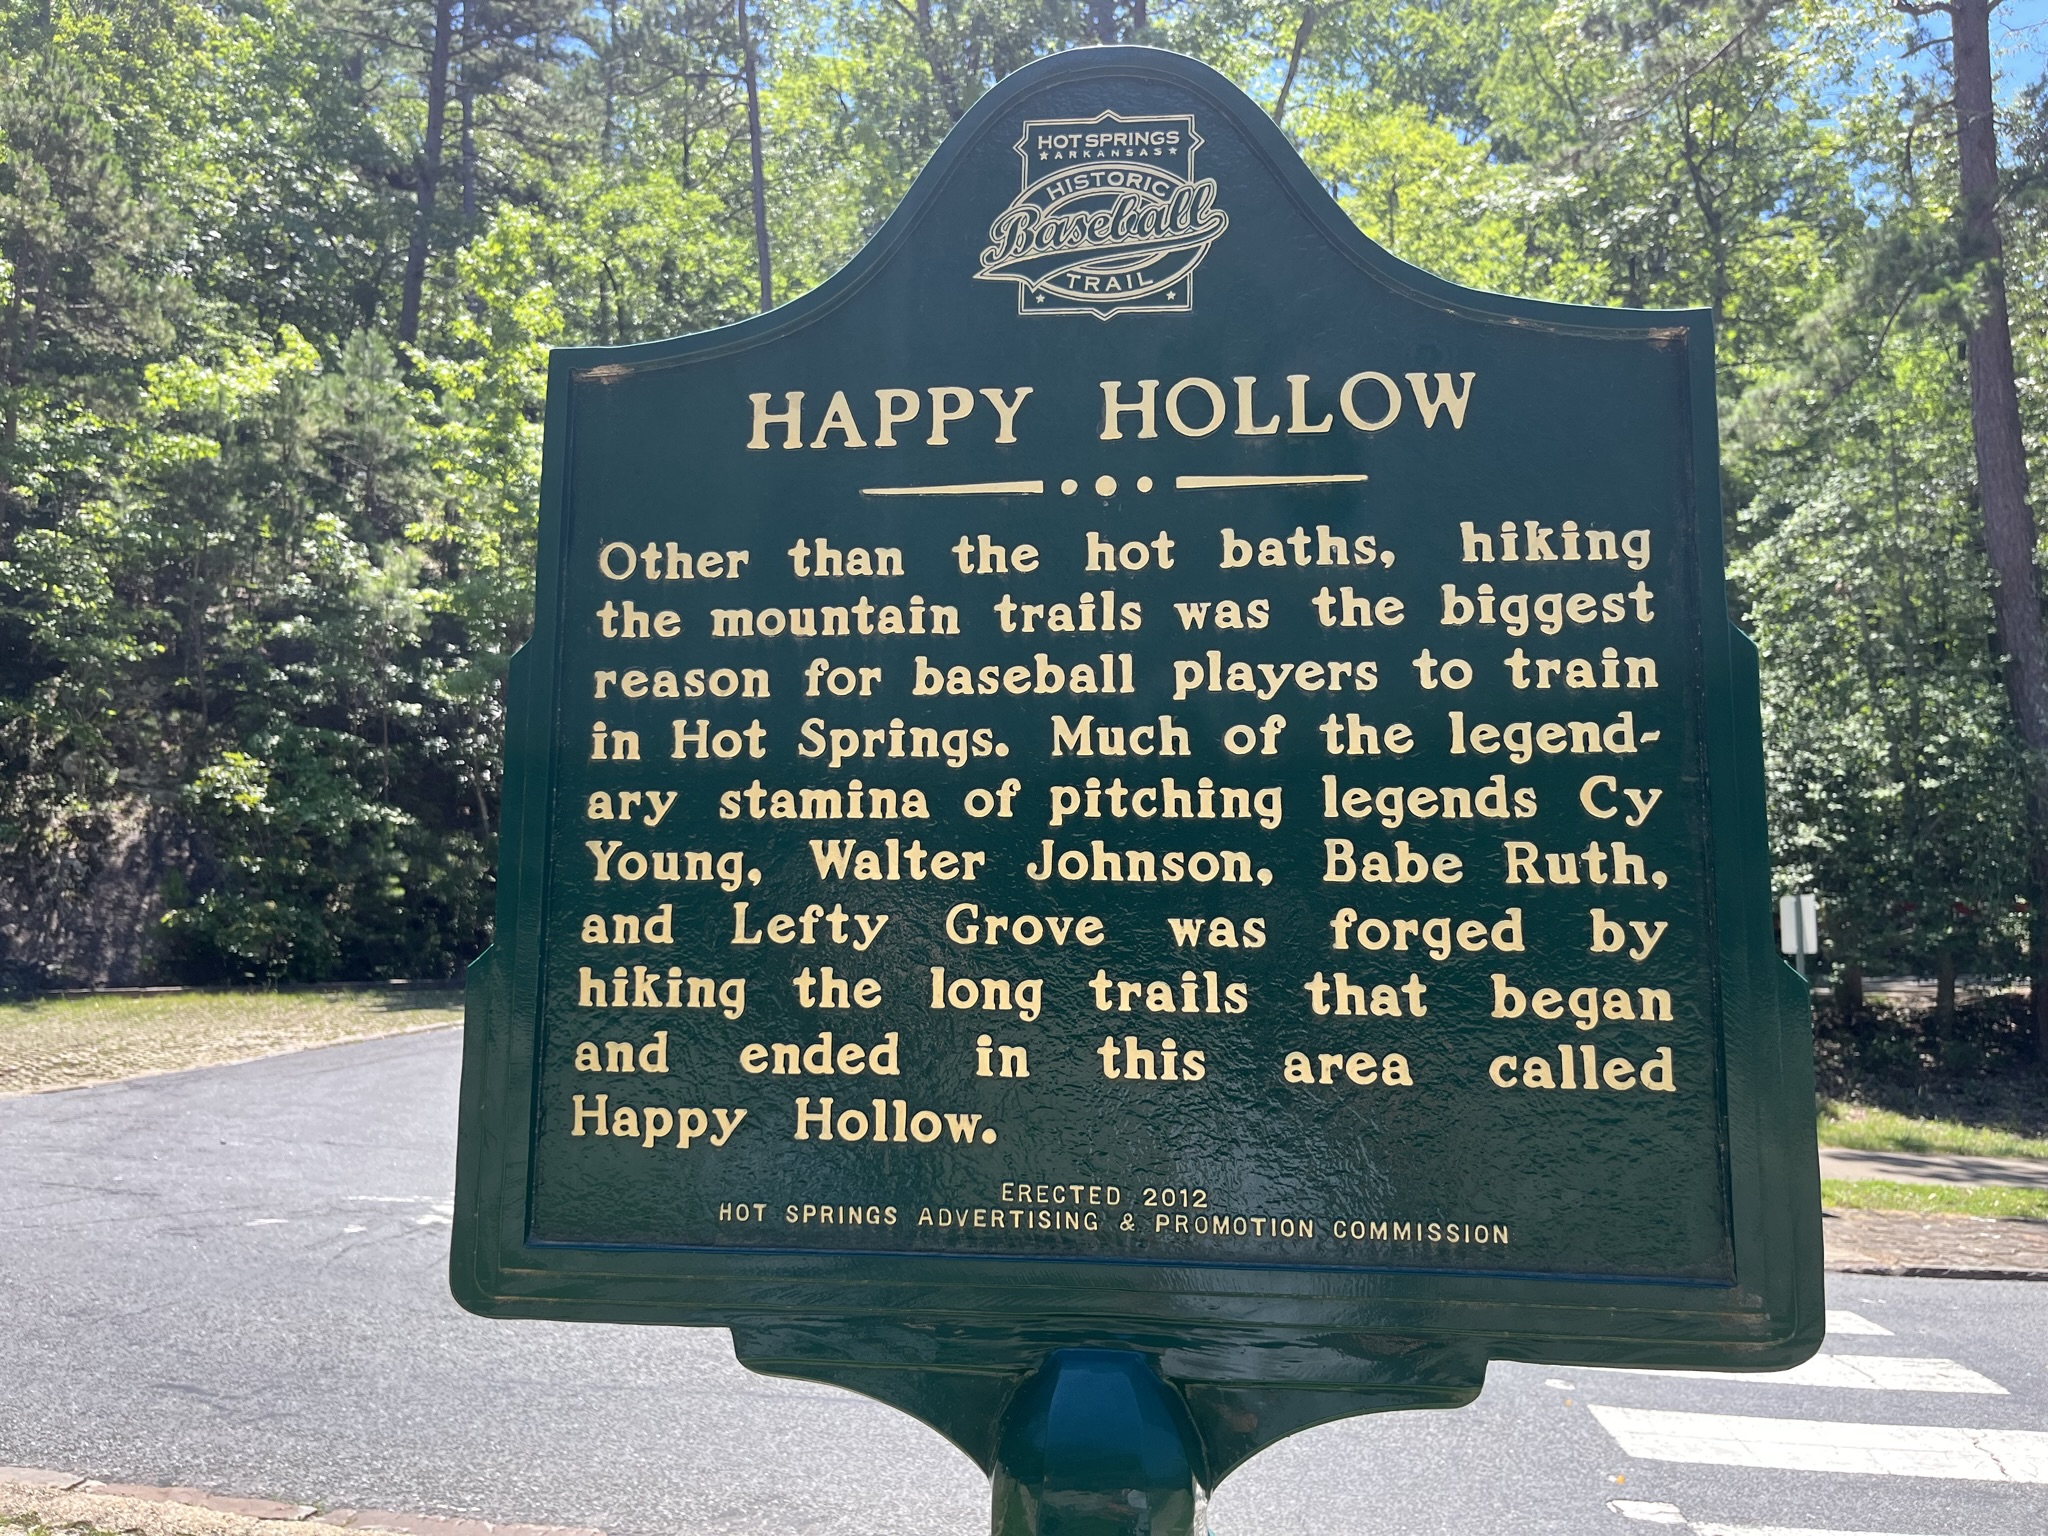 HOT SPRINGS
ARKANSAS
HISTORIC
Baseball
TRAIL
HAPPY HOLLOW
Other than the hot baths, hiking
the mountain trails was the biggest
reason for baseball players to train
in Hot Springs. Much of the legend-
ary stamina of pitching legends Cy
Young, Walter Johnson, Babe Ruth,
and Lefty Grove was forged by
hiking the long trails that began
and ended in this area called
Happy Hollow.
ERECTED 2012
HOT SPRINGS ADVERTISING & PROMOTION COMMISSION